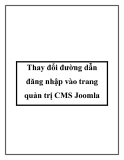 Thay đổi đường dẫn
đăng nhập vào trang
quản trị CMS Joomla